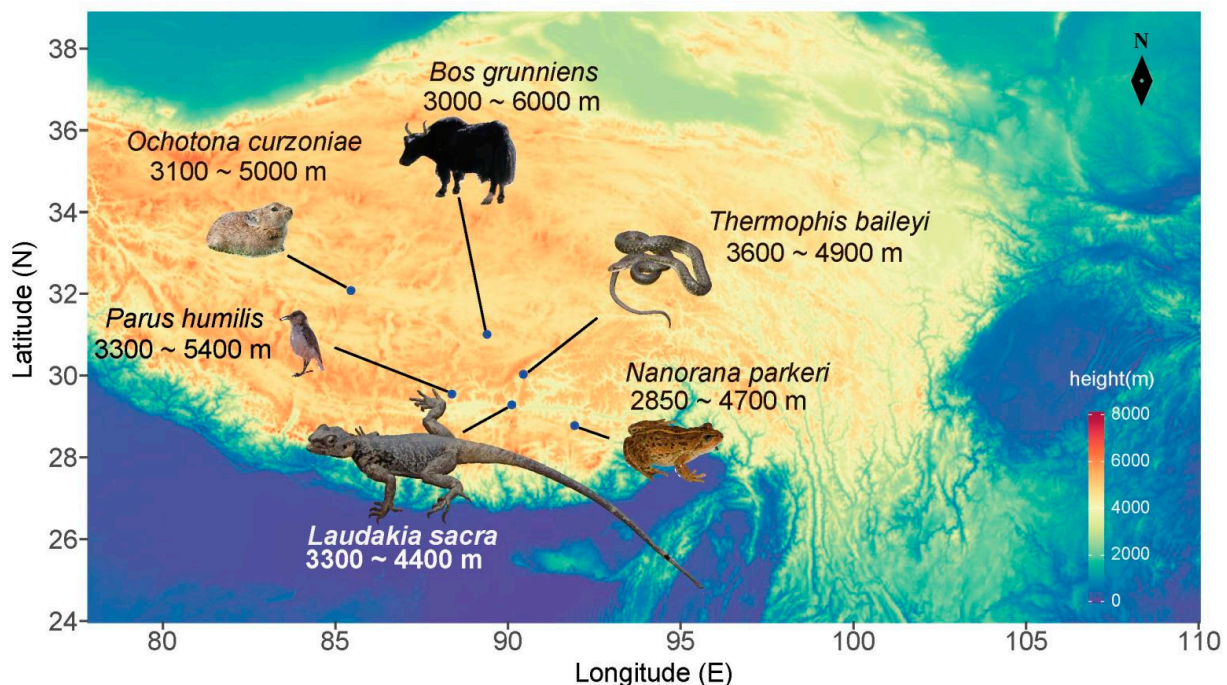 N
Bos grunniens
3000 ~ 6000 m
Ochotona curzoniae
3100 ~ 5000 m
Thermophis baileyi
3600 ~ 4900 m
Parus humilis
3300 ~ 5400 m
Nanorana parkeri
2850 ~ 4700 m
Laudakia sacra
3300 ~ 4400 m
height(m)
8000
6000
4000
2000
0
Latitude (N)
38
36
34
32
30
28
26
24
80
85
90
95
100
105
110
Longitude (E)